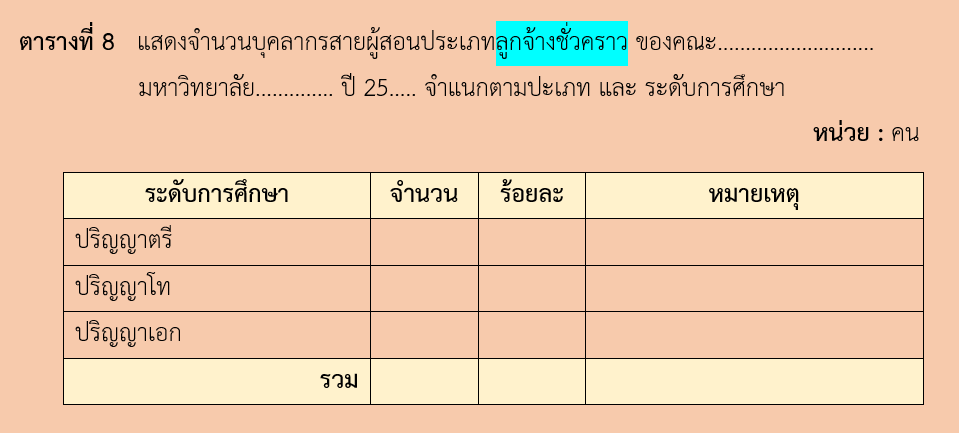 ตารางที่ 8 แสดงจำนวนบุคลากรสายผู้สอนประเภทลูกจ้างชั่วคราว ของคณะ............................
มหาวิทยาลัย.............. ปี 25..... จำแนกตามปะเภท และ ระดับการศึกษา
หน่วย : คน
ระดับการศึกษา จำนวน ร้อยละ หมายเหตุ
ปริญญาตรี
ปริญญาโท
ปริญญาเอก
รวม